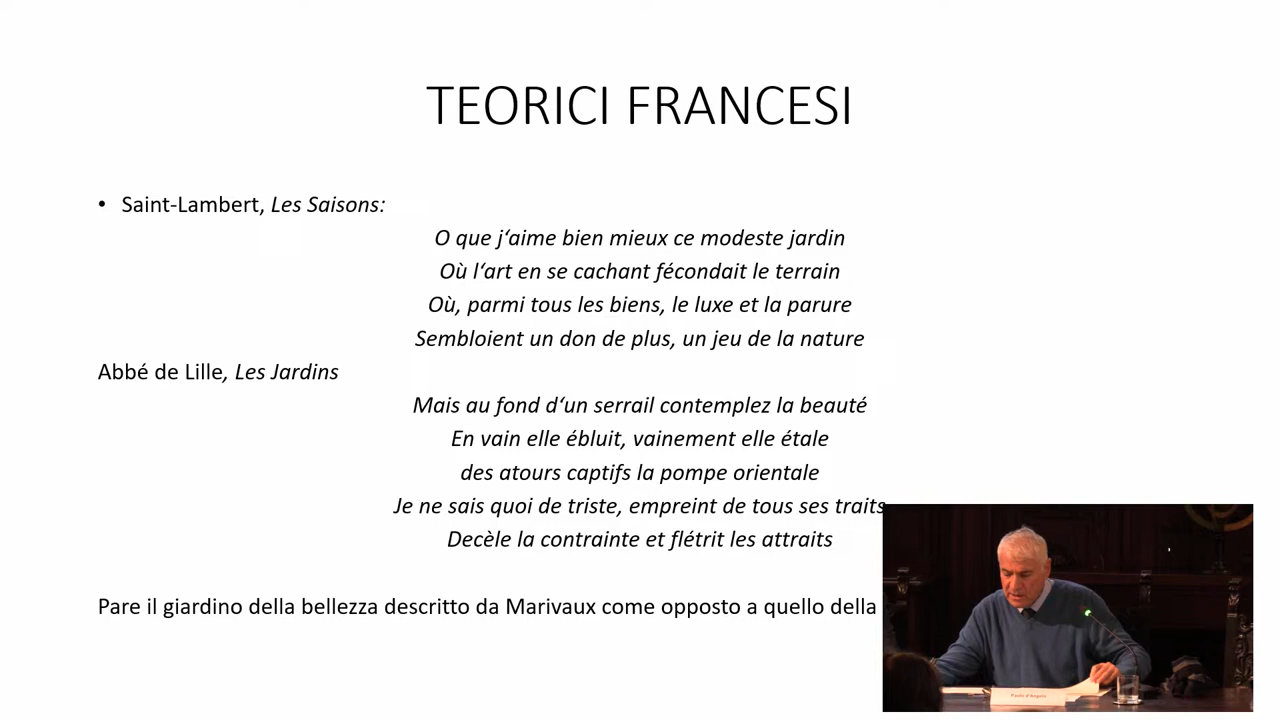 TEORICI FRANCESI
• Saint-Lambert, Les Saisons:
O que j‘aime bien mieux ce modeste jardin
Où l‘art en se cachant fécondait le terrain
Où, parmi tous les biens, le luxe et la parure
Sembloient un don de plus, un jeu de la nature
Abbé de Lille, Les Jardins
Mais au fond d‘un serrail contemplez la beauté
En vain elle ébluit, vainement elle étale
des atours captifs la pompe orientale
Je ne sais quoi de triste, empreint de tous ses traits
Decèle la contrainte et flétrit les attraits
Pare il giardino della bellezza descritto da Marivaux come opposto a quello della